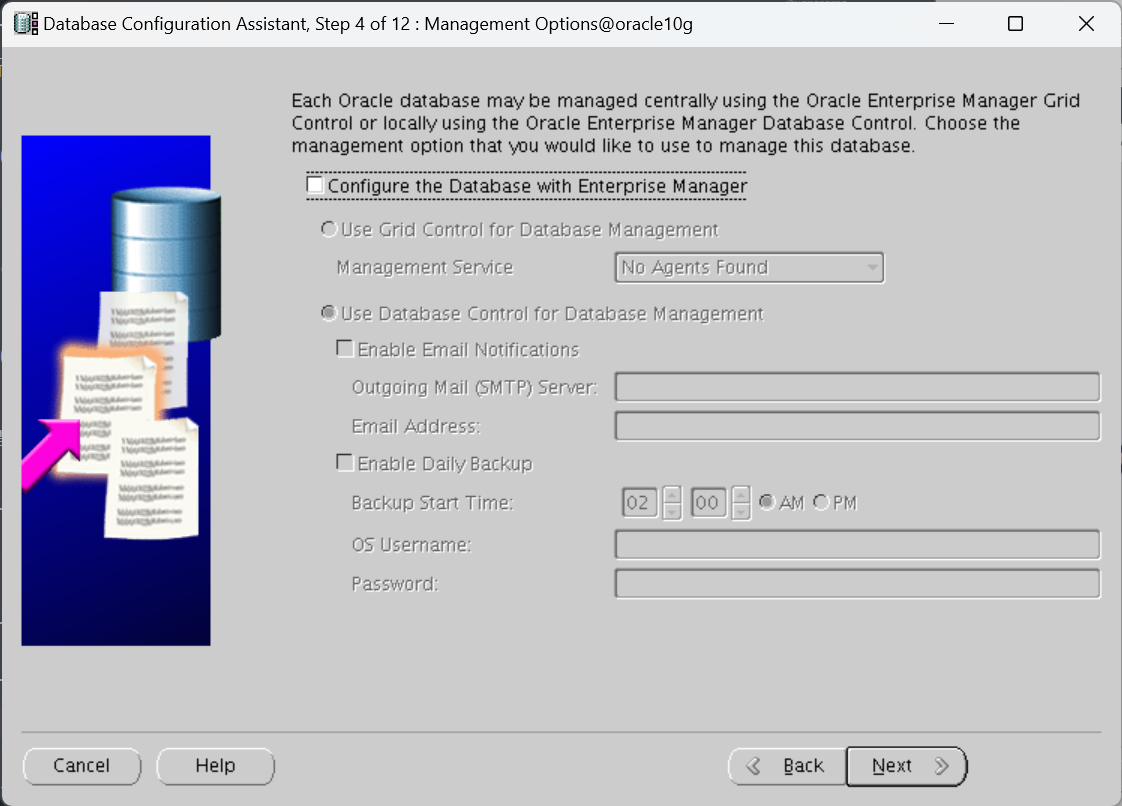 Database Configuration Assistant, Step 4 of 12 : Management Options@oracle10g
Each Oracle database may be managed centrally using the Oracle Enterprise Manager Grid
Control or locally using the Oracle Enterprise Manager Database Control. Choose the
management option that you would like to use to manage this database.
Configure the Database with Enterprise Manager
Use Grid Control for Database Management
Management Service No Agents Found
Use Database Control for Database Management
Enable Email Notifications
Outgoing Mail (SMTP) Server:
Email Address:
Enable Daily Backup
Backup Start Time: 02 00 AM PM
OS Username:
Password:
Cancel Help Back Next